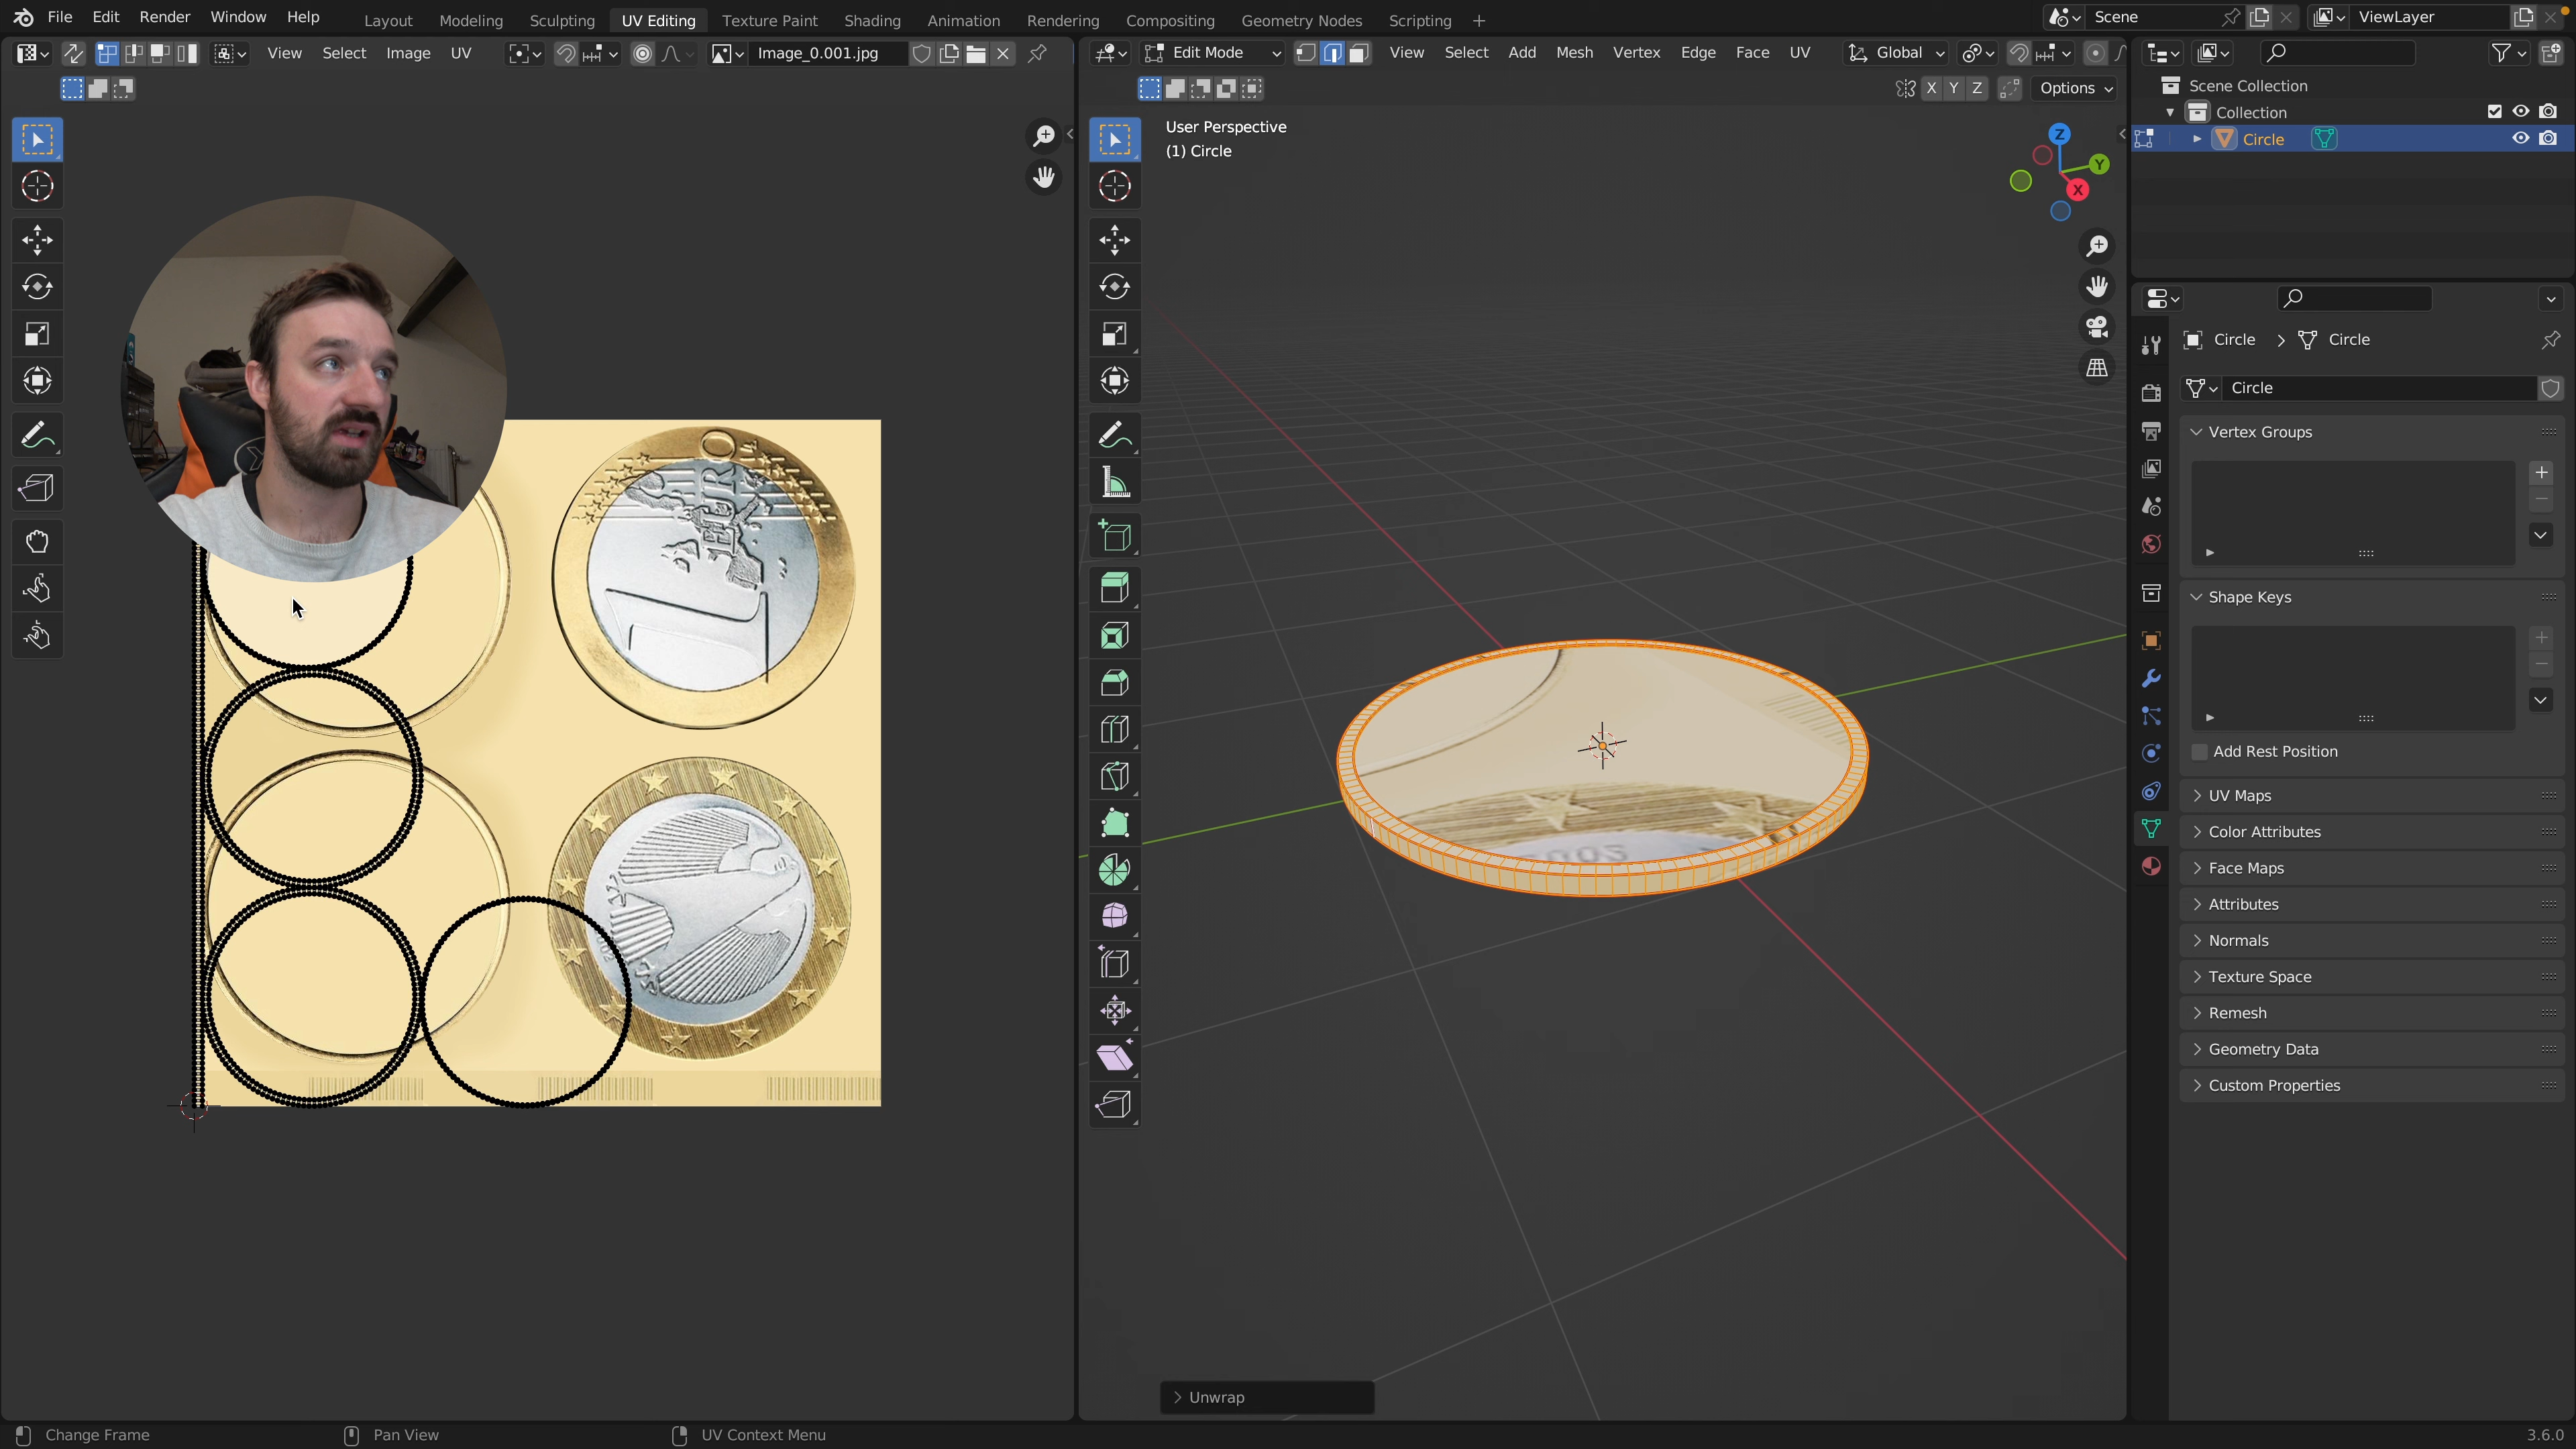 File Edit Render Window Help Layout Modeling Sculpting UV Editing Texture Paint Shading Animation Rendering Compositing Geometry Nodes Scripting + Scene ViewLayer
View Select Image UV Image_0.001.jpg
Edit Mode View Select Add Mesh Vertex Edge Face UV Global
X Y Z Options
User Perspective
(1) Circle
Z
Y
X
EURO
1
2002
Unwrap
Scene Collection
Collection
Circle
Circle > Circle
Circle
Vertex Groups
Shape Keys
Add Rest Position
UV Maps
Color Attributes
Face Maps
Attributes
Normals
Texture Space
Remesh
Geometry Data
Custom Properties
Change Frame Pan View UV Context Menu 3.6.0